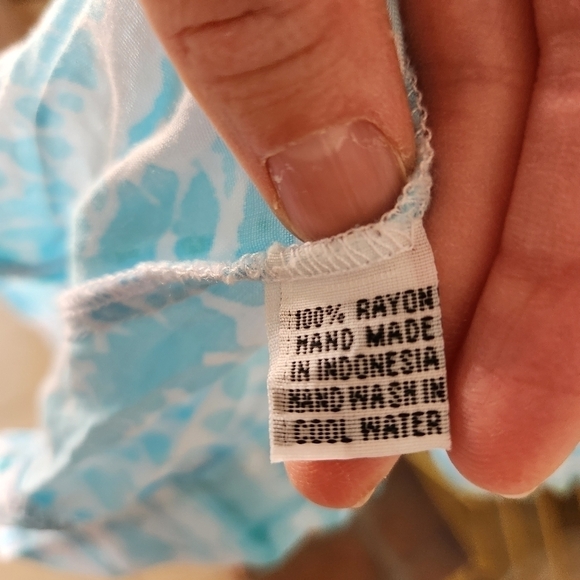 100% RAYON
HAND MADE
IN INDONESIA
HAND WASH IN
COOL WATER